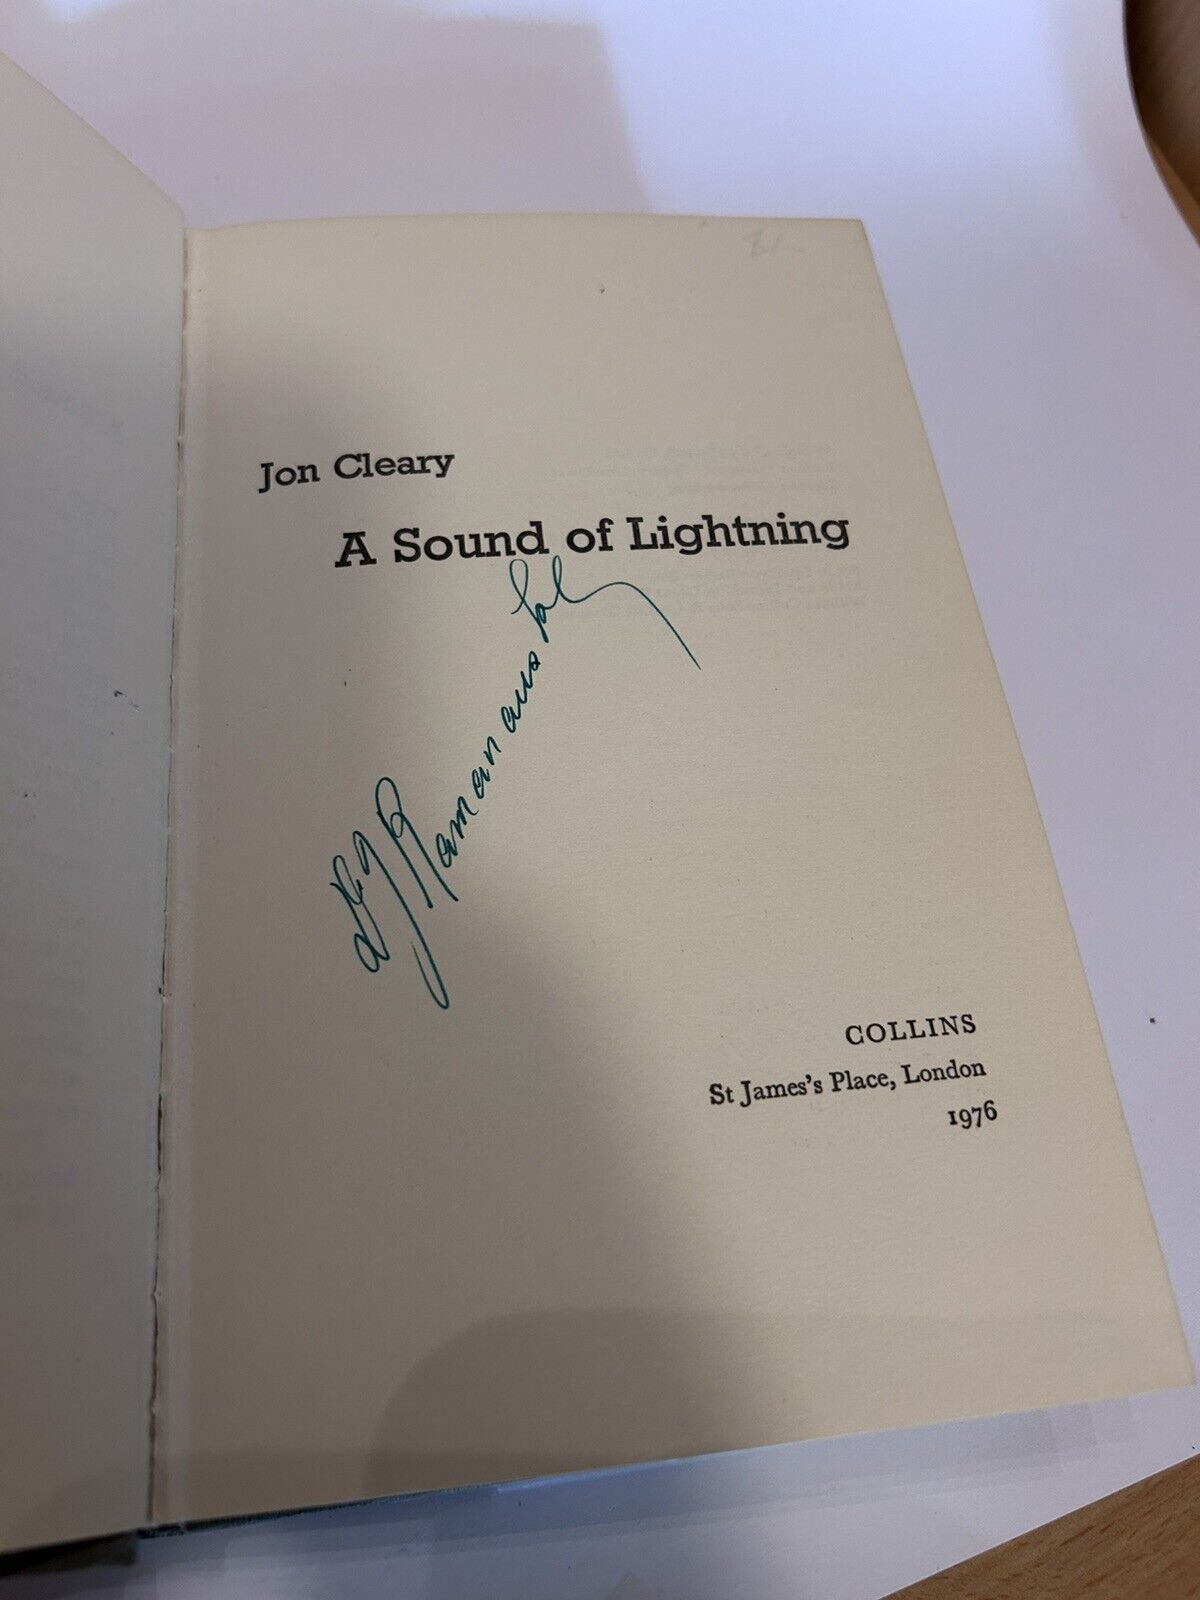 Jon Cleary
A Sound of Lightning
COLLINS
St James's Place, London
1976